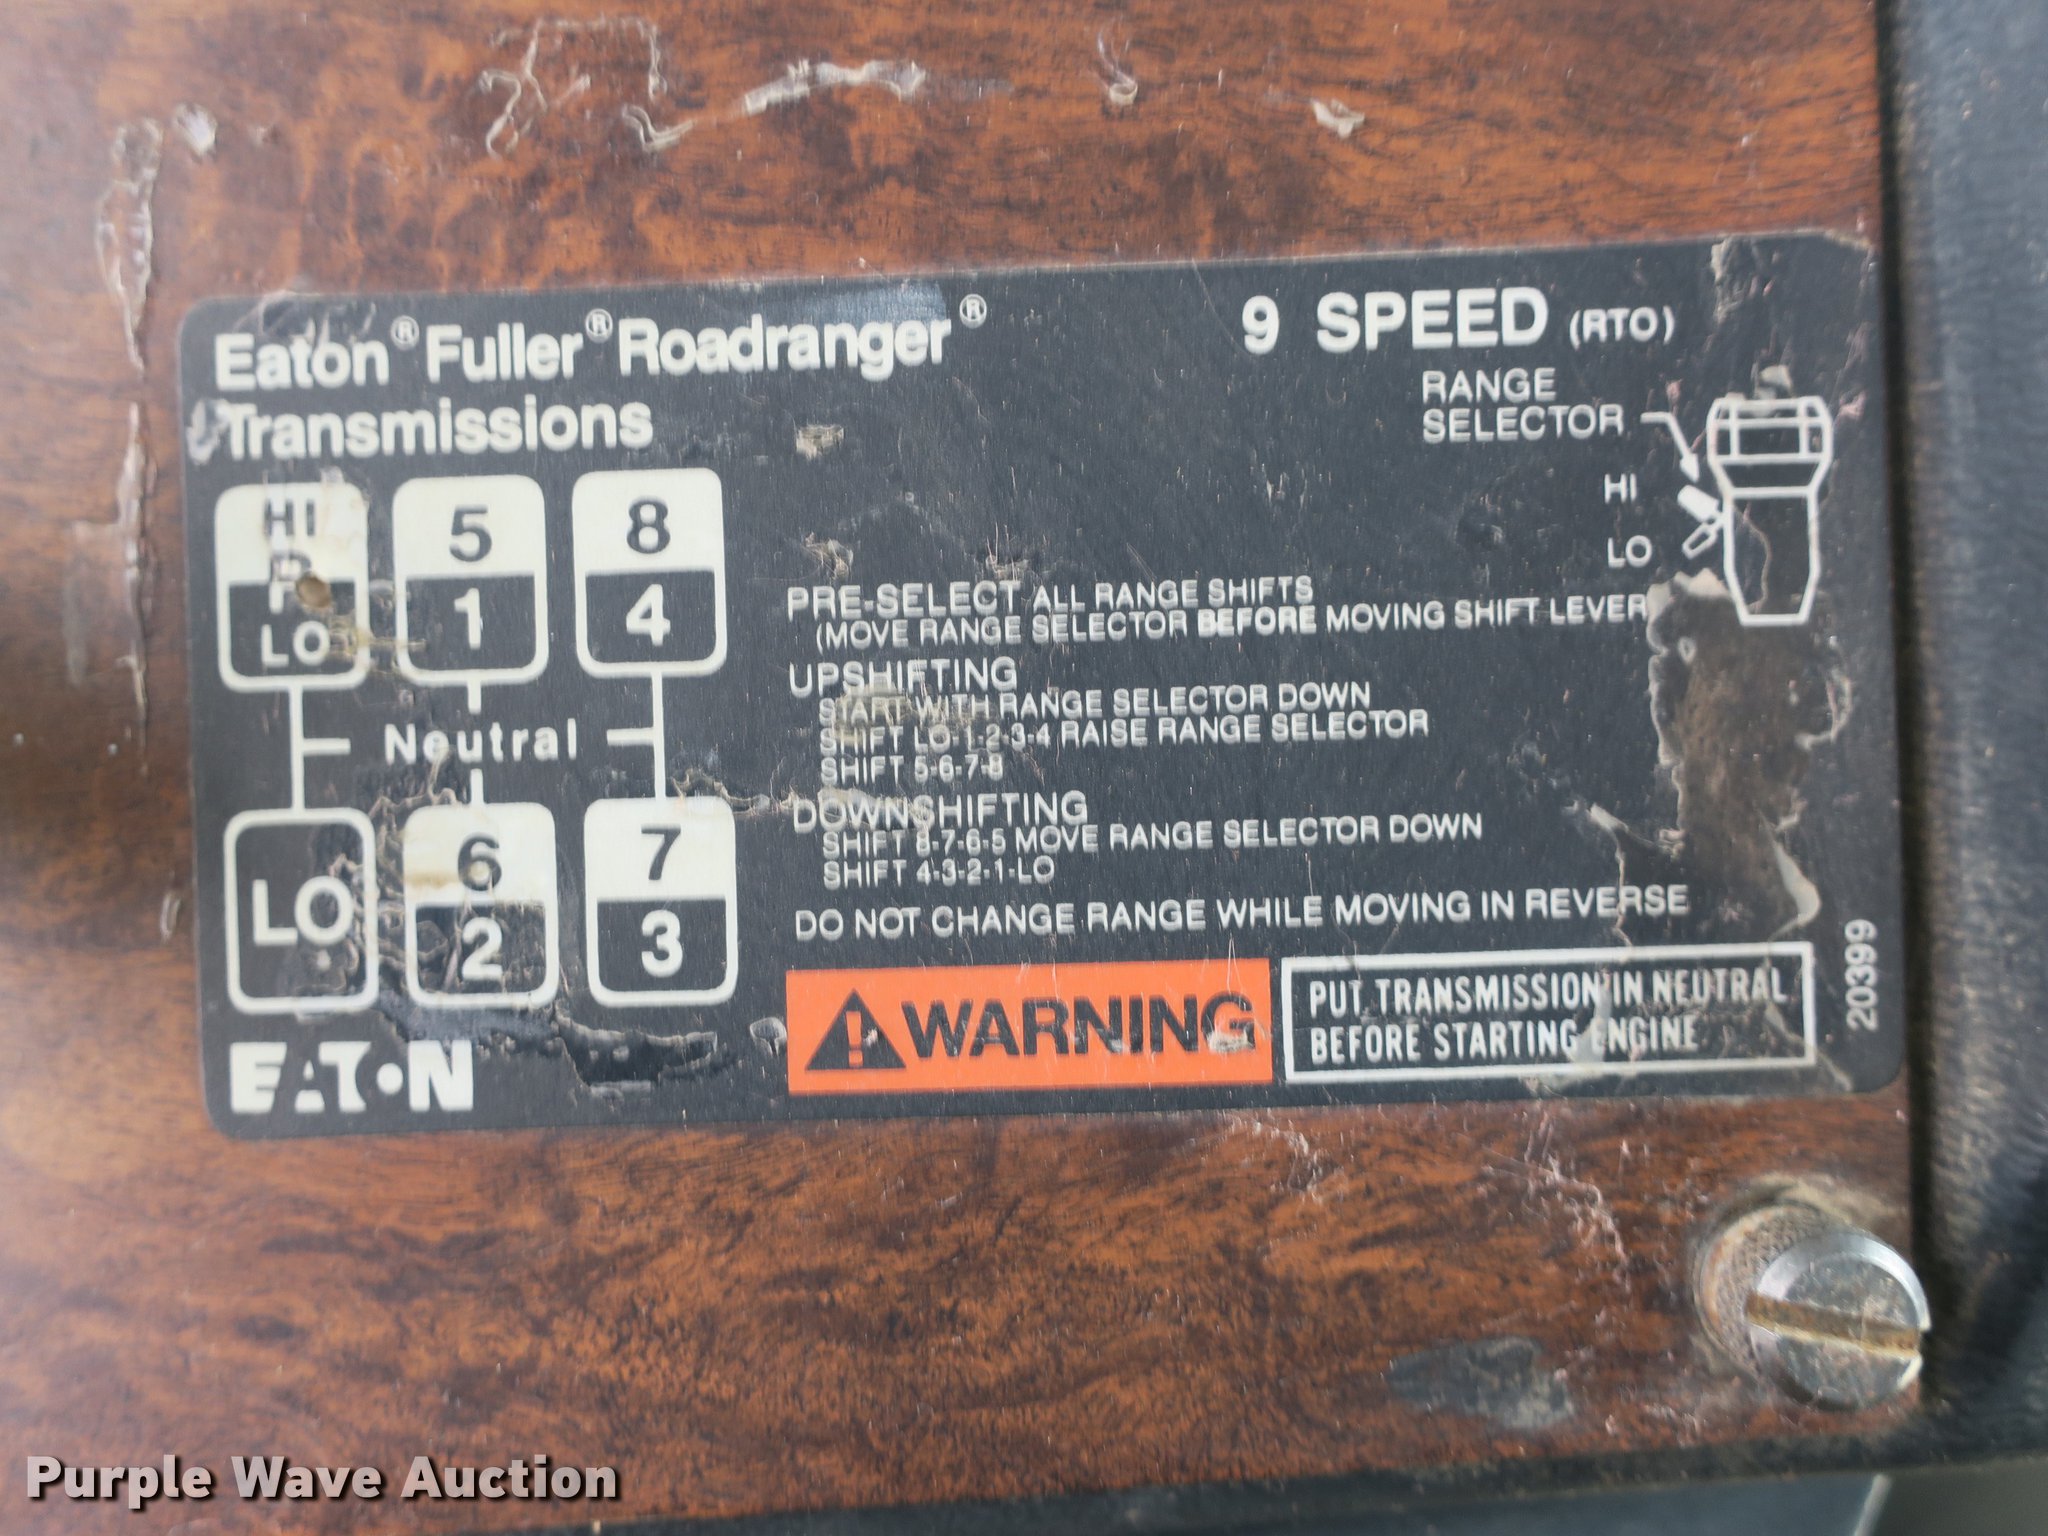 Eaton® Fuller® Roadranger®
Transmissions
9 SPEED (RTO)
RANGE
SELECTOR
HI
LO
HI
R
LO
5
1
8
4
Neutral
LO
6
2
7
3
PRE-SELECT ALL RANGE SHIFTS
(MOVE RANGE SELECTOR BEFORE MOVING SHIFT LEVER
UPSHIFTING
START WITH RANGE SELECTOR DOWN
SHIFT LO-1-2-3-4 RAISE RANGE SELECTOR
SHIFT 5-6-7-8
DOWNSHIFTING
SHIFT 8-7-6-5 MOVE RANGE SELECTOR DOWN
SHIFT 4-3-2-1-LO
DO NOT CHANGE RANGE WHILE MOVING IN REVERSE
EATON
WARNING
PUT TRANSMISSION IN NEUTRAL
BEFORE STARTING ENGINE
20399
Purple Wave Auction